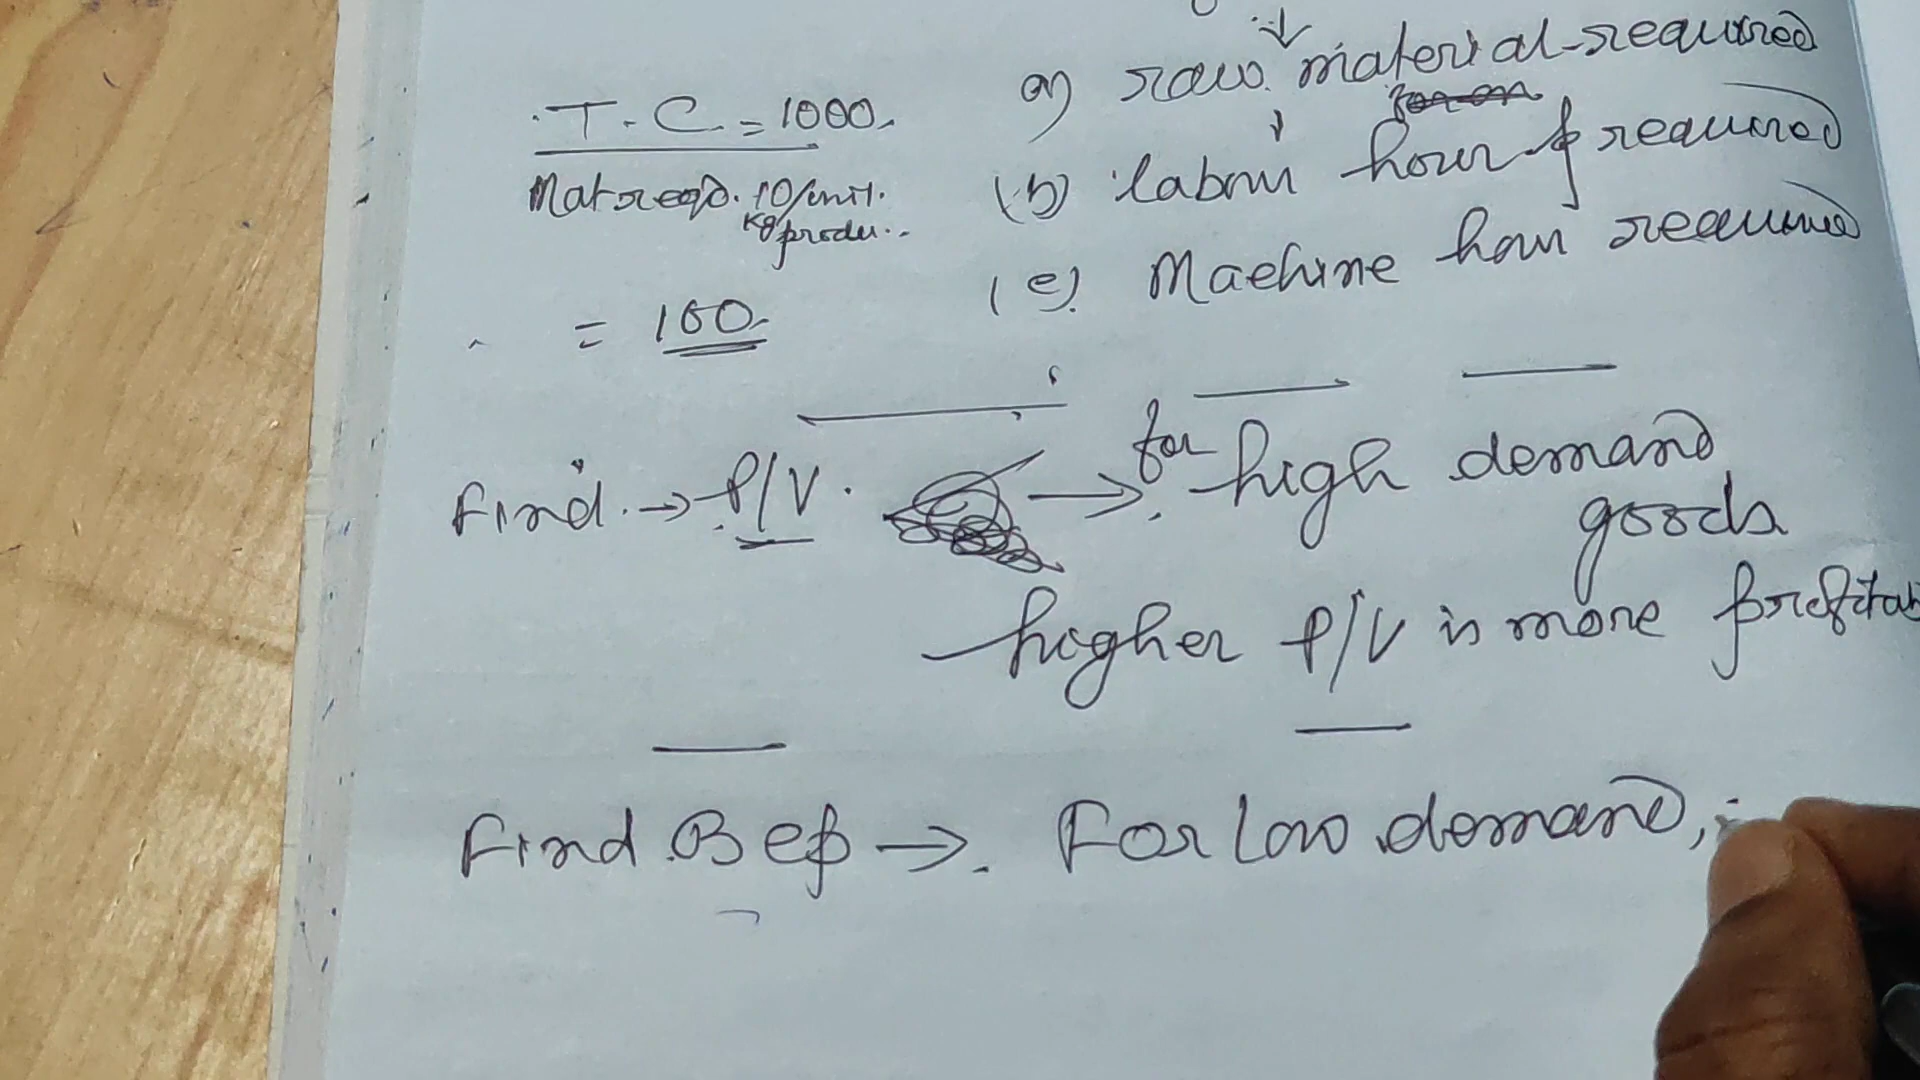 T.C. = 1000
Mat reqd. 10/unit.
Kg produ..
= 100
a) raw material required
(b) labour hour required
(c). Machine hour required
Find. → P/V. → for high demand
goods
higher P/V is more profitab
Find Bep → For low demand,